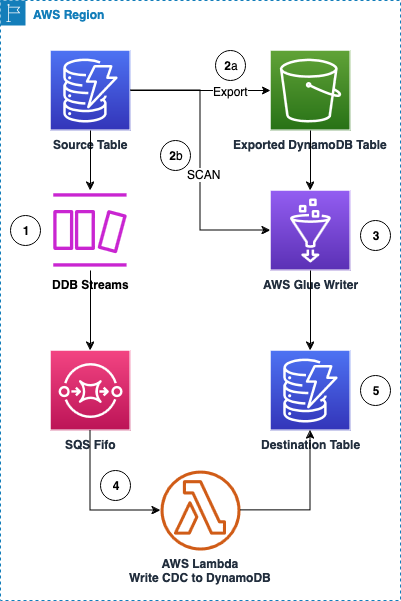 AWS Region
2a
Export
Source Table
Exported DynamoDB Table
2b
SCAN
1
3
DDB Streams
AWS Glue Writer
5
SQS Fifo
Destination Table
4
AWS Lambda
Write CDC to DynamoDB